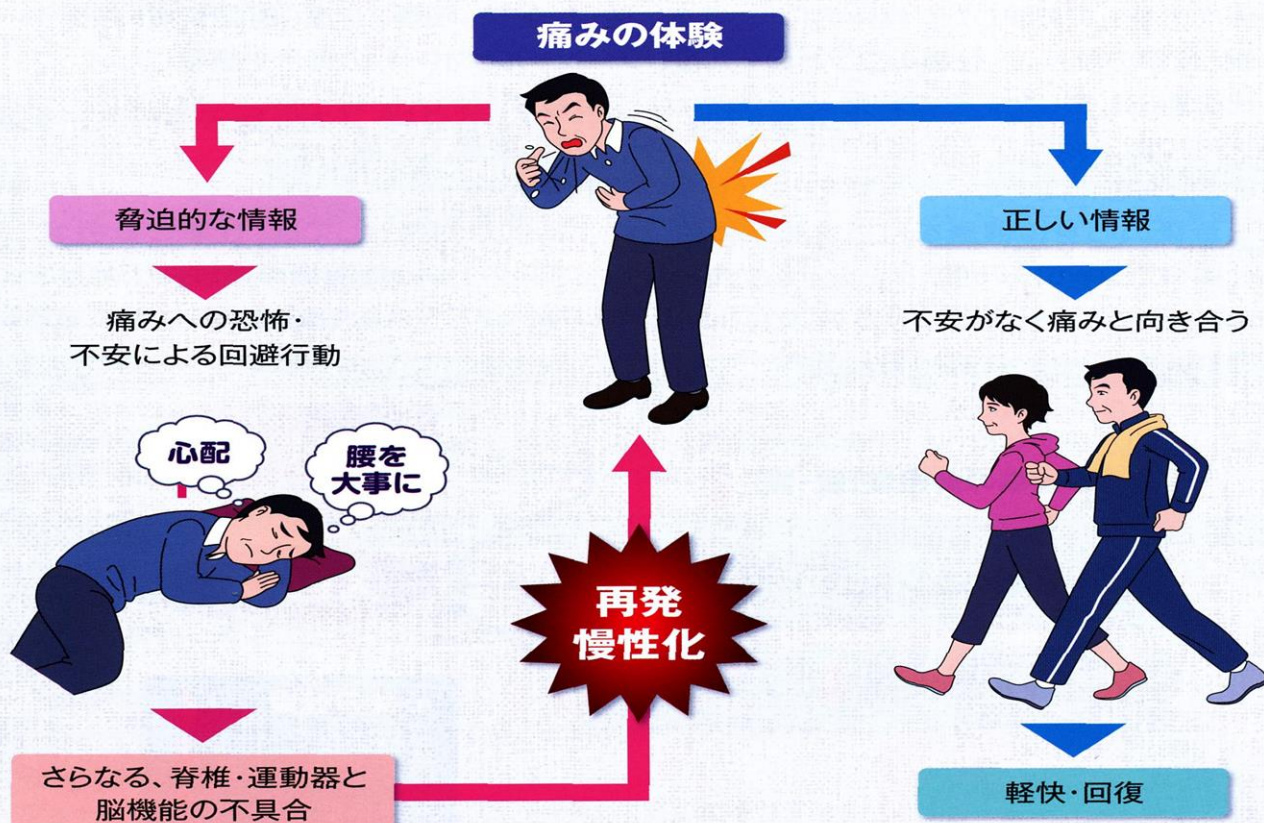 痛みの体験
脅迫的な情報
正しい情報
痛みへの恐怖・
不安による回避行動
不安がなく痛みと向き合う
心配
腰を
大事に
再発
慢性化
さらなる、脊椎・運動器と
脳機能の不具合
軽快・回復